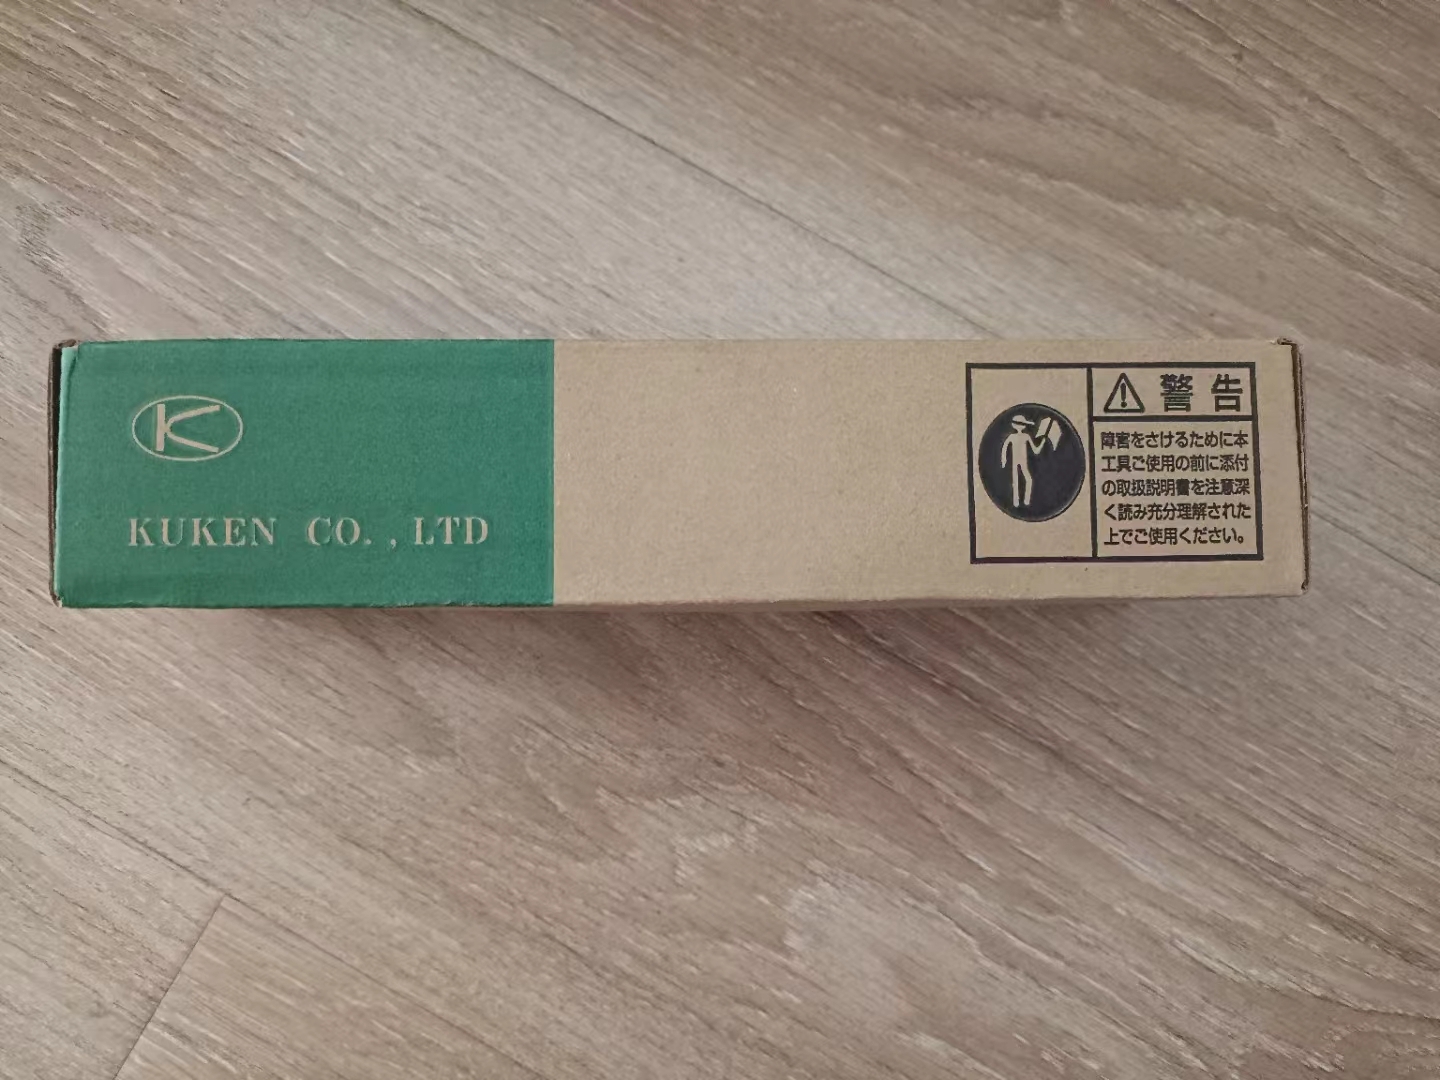 K
KUKEN CO., LTD
警告
障害をさけるために本
工具ご使用の前に添付
の取扱説明書を注意深
く読み充分理解された
上でご使用ください。